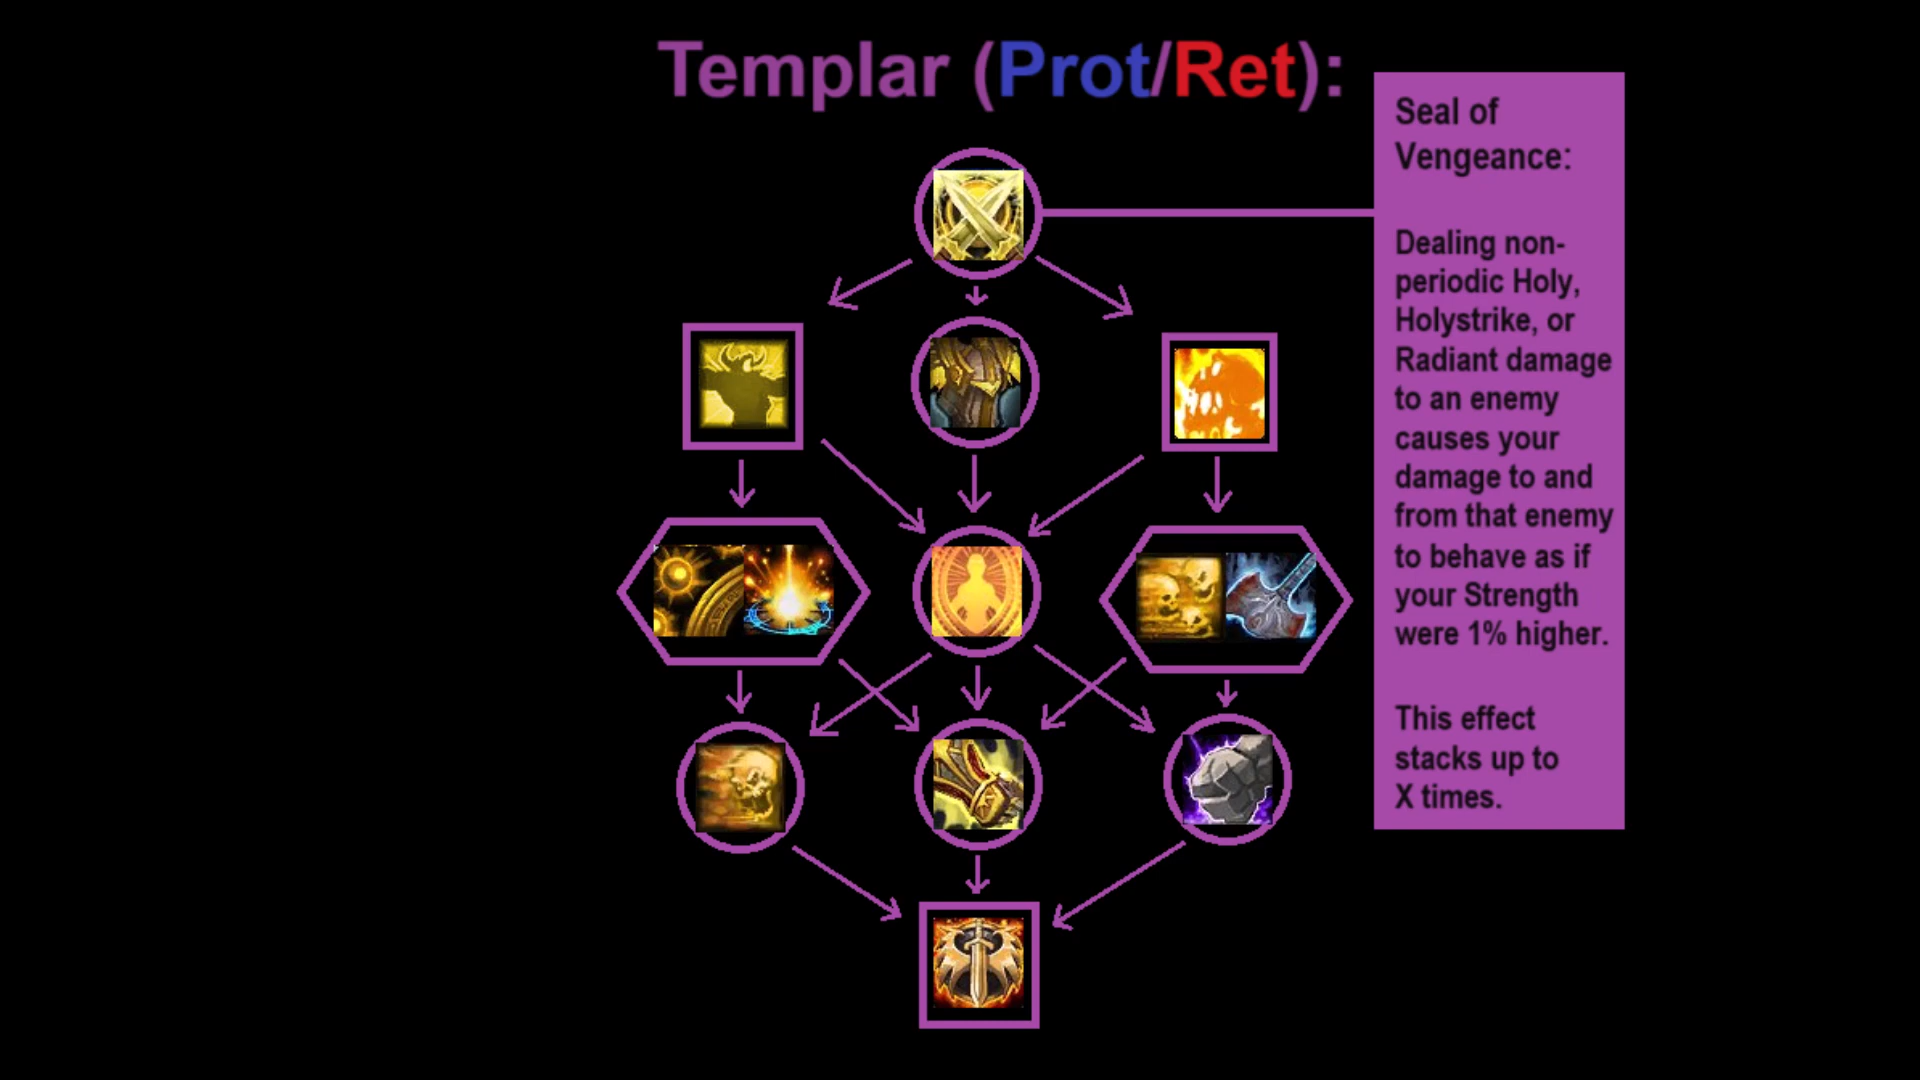 Templar (Prot/Ret):
Seal of
Vengeance:
Dealing non-
periodic Holy,
Holystrike, or
Radiant damage
to an enemy
causes your
damage to and
from that enemy
to behave as if
your Strength
were 1% higher.
This effect
stacks up to
X times.